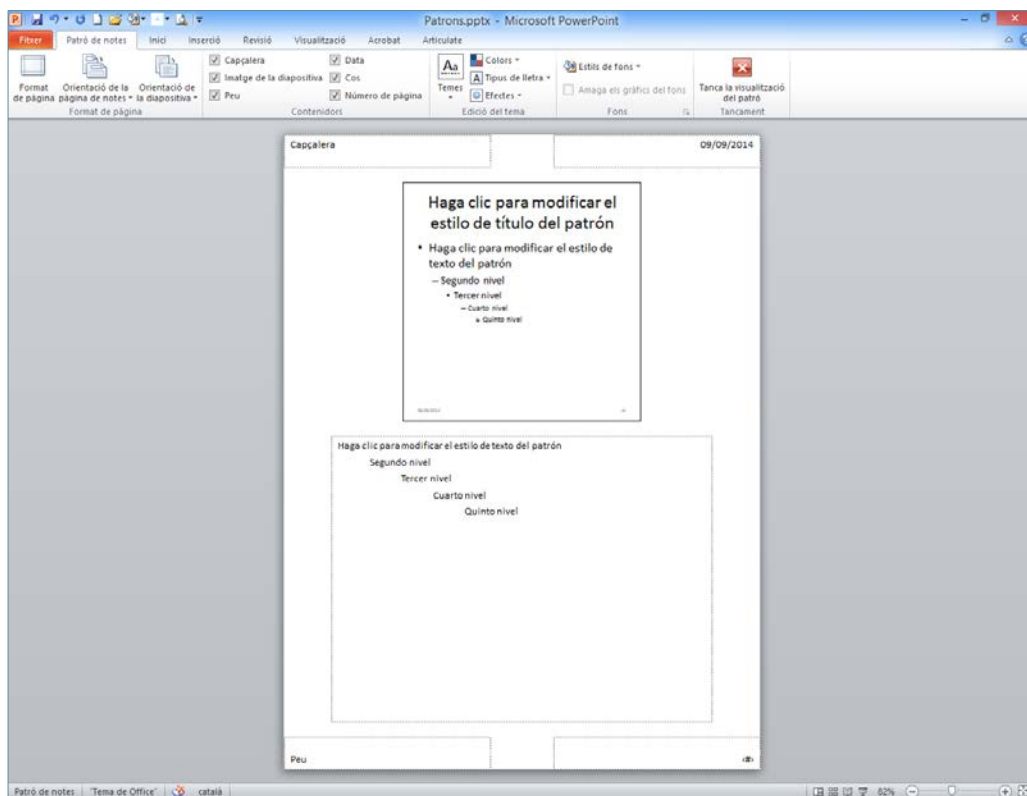 Patrons.pptx - Microsoft PowerPoint
Fitxer Patró de notes Inici Inserció Revisió Visualització Acrobat Articulate
Format de pàgina
Orientació de la pàgina de notes
Orientació de la diapositiva
Format de pàgina
Capçalera Data
Imatge de la diapositiva Cos
Peu Número de pàgina
Contenidors
Aa
Temes
Colors
A Tipus de lletra
Efectes
Edició del tema
Estils de fons
Amaga els gràfics del fons
Fons
Tanca la visualització del patró
Tancament
Capçalera 09/09/2014
Haga clic para modificar el
estilo de título del patrón
• Haga clic para modificar el estilo de
texto del patrón
– Segundo nivel
• Tercer nivel
– Cuarto nivel
» Quinto nivel
Haga clic para modificar el estilo de texto del patrón
Segundo nivel
Tercer nivel
Cuarto nivel
Quinto nivel
Peu ‹#›
Patró de notes "Tema de Office" català 62%